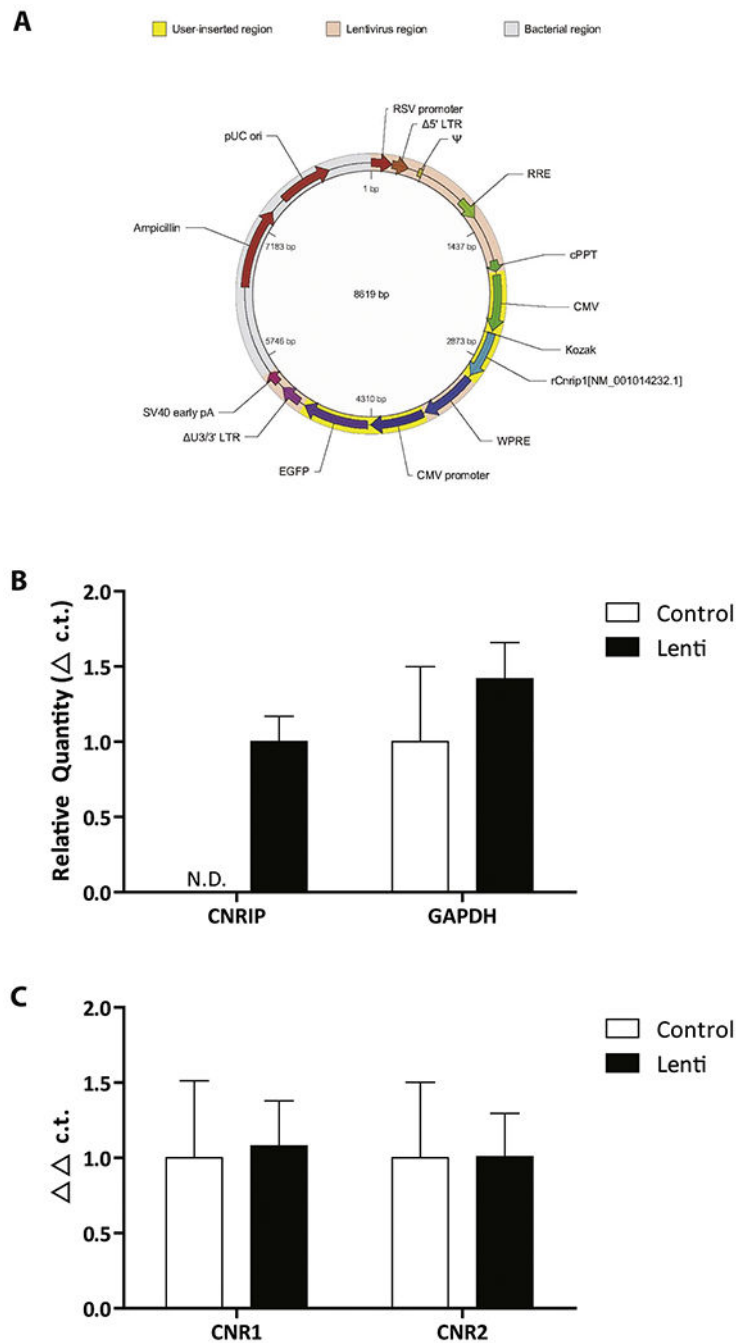 A
User-inserted region Lentivirus region Bacterial region
RSV promoter
Δ5' LTR
Ψ
pUC ori
RRE
1 bp
Ampicillin
7183 bp
1437 bp
cPPT
8619 bp
CMV
5746 bp
2873 bp
Kozak
rCnrip1[NM_001014232.1]
4310 bp
SV40 early pA
ΔU3/3' LTR
WPRE
EGFP
CMV promoter
B
Relative Quantity (△ c.t.)
2.0
1.5
1.0
0.5
0.0
N.D.
CNRIP GAPDH
Control
Lenti
C
△△ c.t.
2.0
1.5
1.0
0.5
0.0
CNR1 CNR2
Control
Lenti